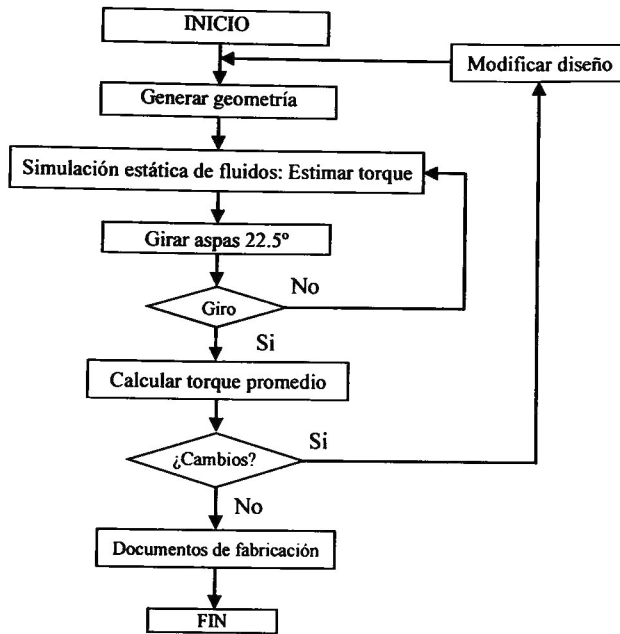 INICIO
Modificar diseño
Generar geometría
Simulación estática de fluidos: Estimar torque
Girar aspas 22.5º
No
Giro
Si
Calcular torque promedio
Si
¿Cambios?
No
Documentos de fabricación
FIN